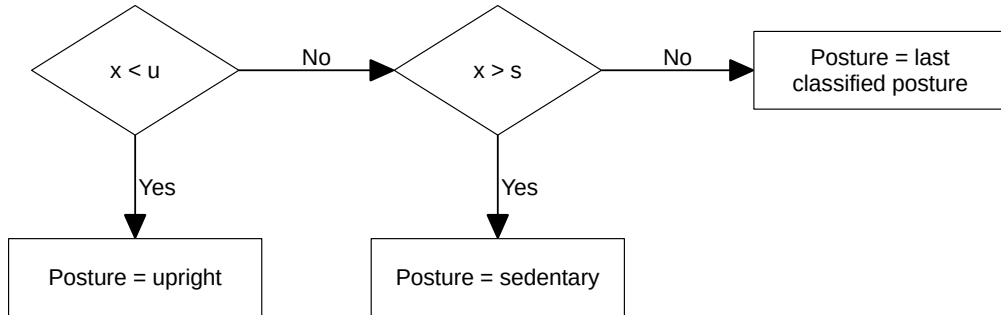 x < u
No
x > s
No
Posture = last
classified posture
Yes
Yes
Posture = upright
Posture = sedentary